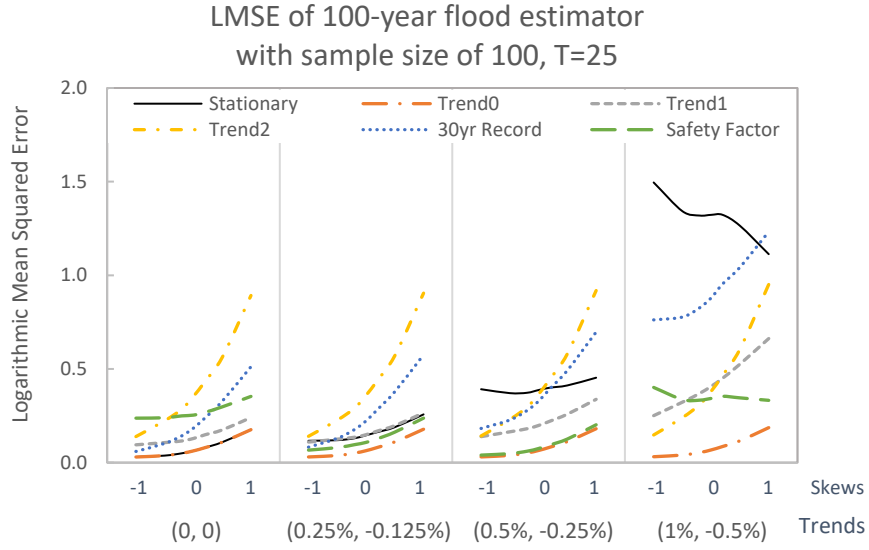 LMSE of 100-year flood estimator
with sample size of 100, T=25
Logarithmic Mean Squared Error
2.0
1.5
1.0
0.5
0.0
Stationary Trend0 Trend1
Trend2 30yr Record Safety Factor
-1 0 1 -1 0 1 -1 0 1 -1 0 1 Skews
(0, 0) (0.25%, -0.125%) (0.5%, -0.25%) (1%, -0.5%) Trends